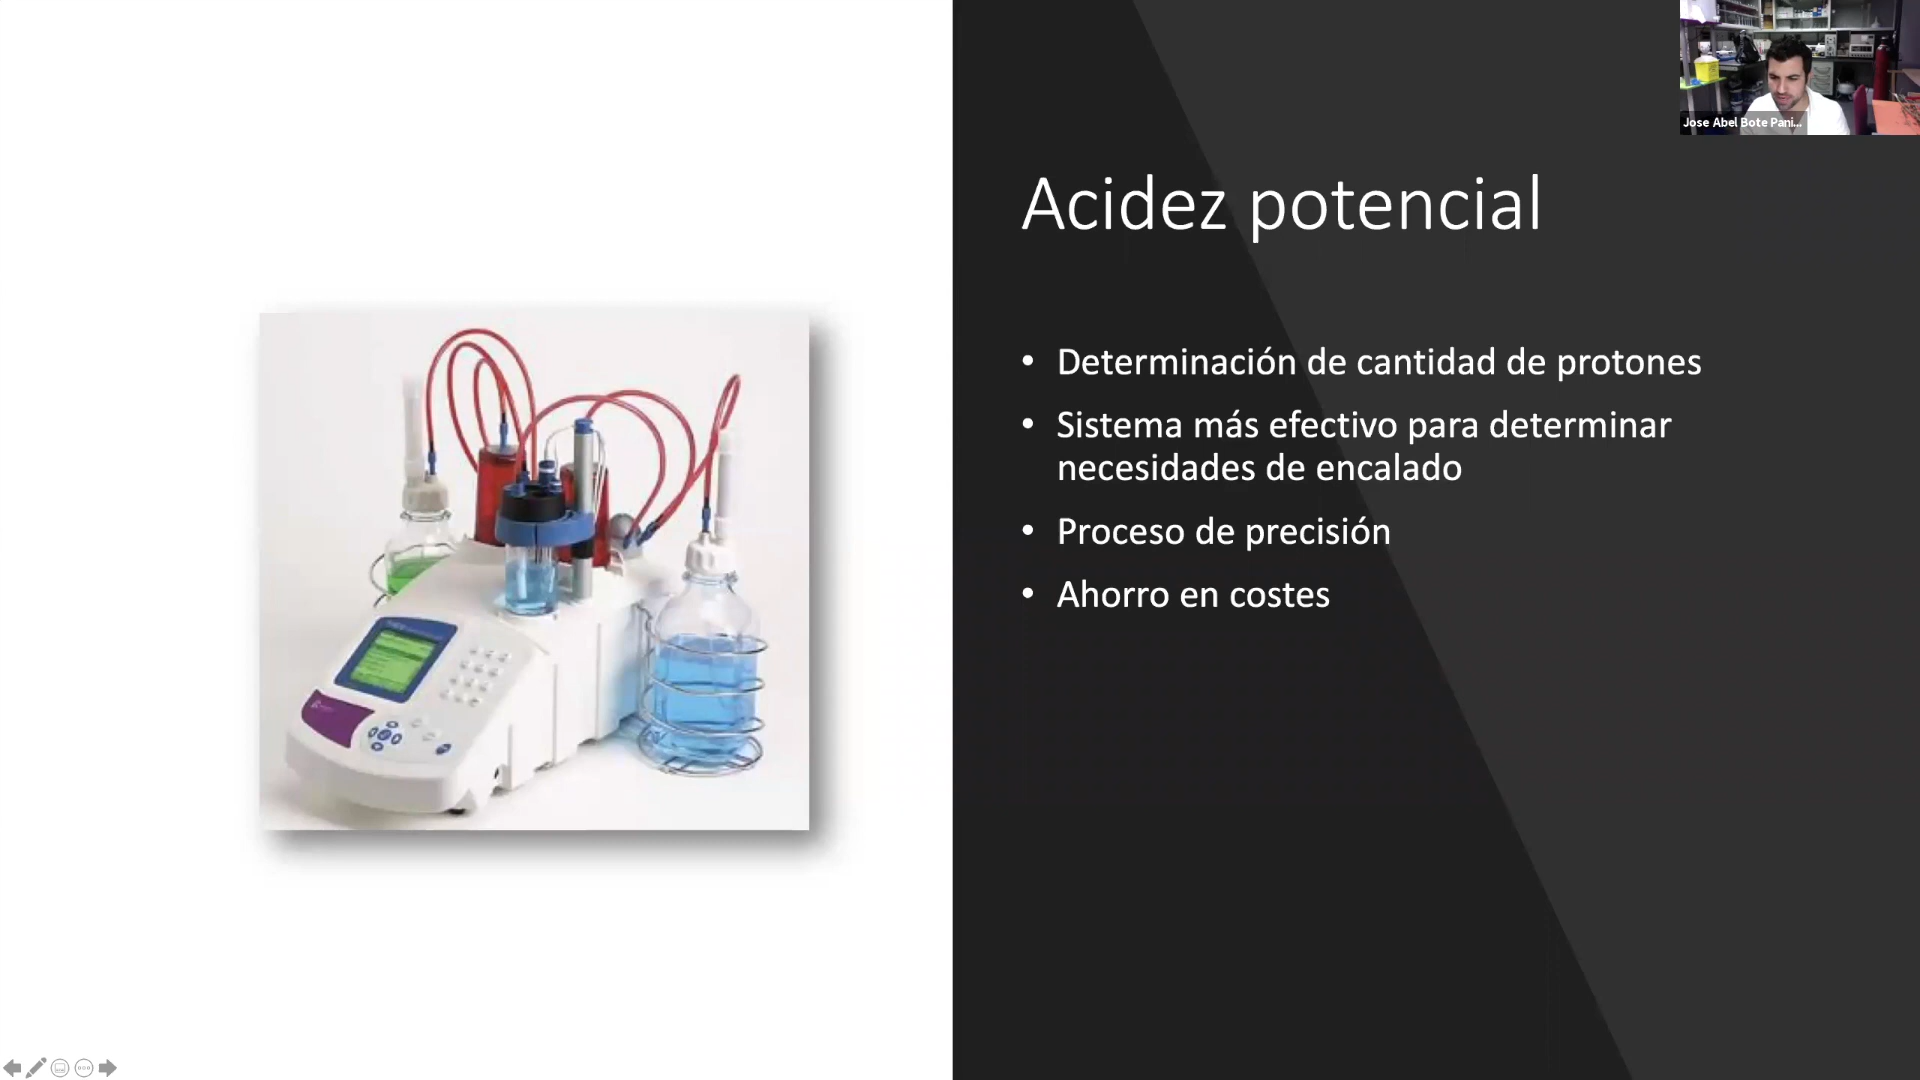 Jose Abel Bote Pani...
Acidez potencial
• Determinación de cantidad de protones
• Sistema más efectivo para determinar
necesidades de encalado
• Proceso de precisión
• Ahorro en costes